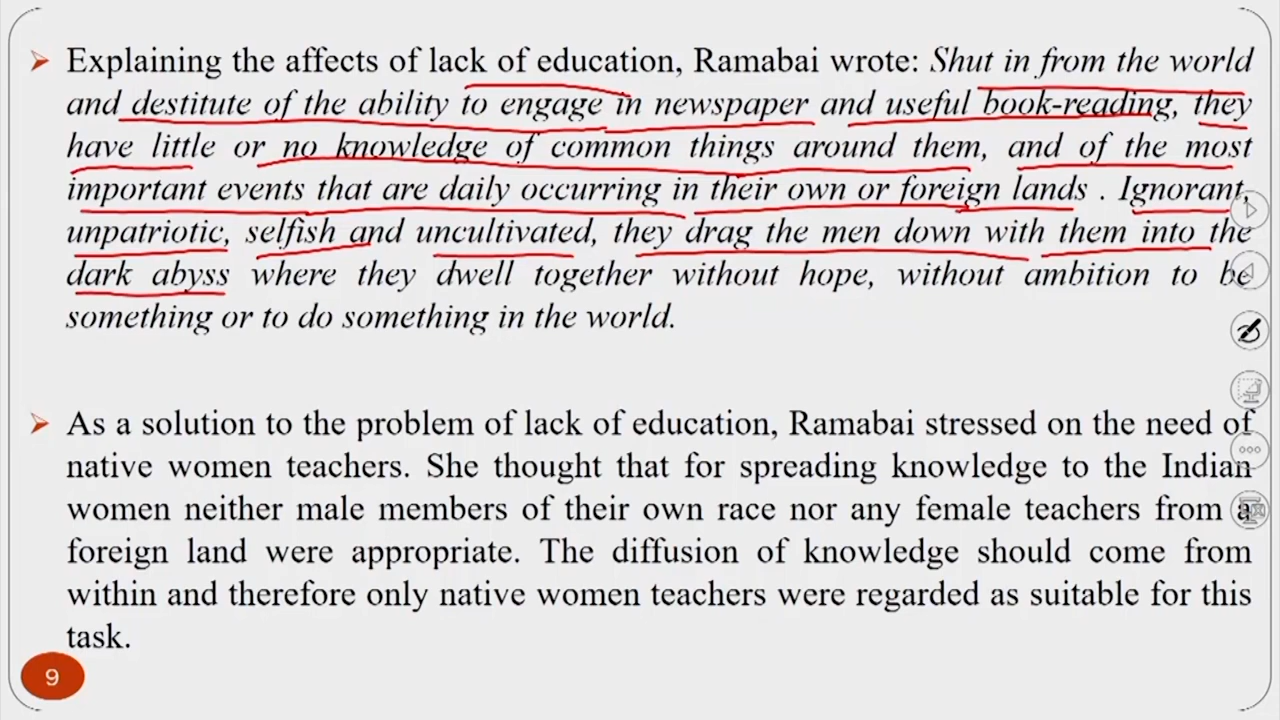 Explaining the affects of lack of education, Ramabai wrote: Shut in from the world
and destitute of the ability to engage in newspaper and useful book-reading, they
have little or no knowledge of common things around them, and of the most
important events that are daily occurring in their own or foreign lands . Ignorant,
unpatriotic, selfish and uncultivated, they drag the men down with them into the
dark abyss where they dwell together without hope, without ambition to be
something or to do something in the world.
As a solution to the problem of lack of education, Ramabai stressed on the need of
native women teachers. She thought that for spreading knowledge to the Indian
women neither male members of their own race nor any female teachers from a
foreign land were appropriate. The diffusion of knowledge should come from
within and therefore only native women teachers were regarded as suitable for this
task.
9